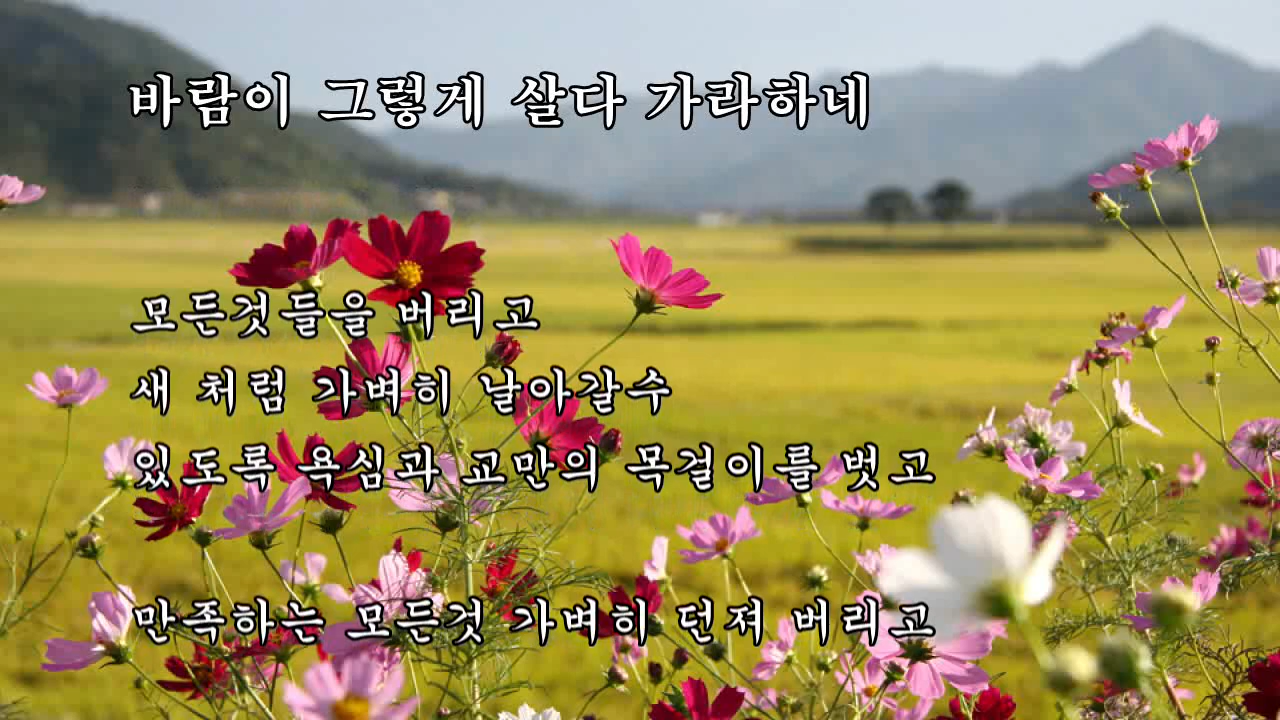 바람이 그렇게 살다 가라하네
모든것들을 버리고
새 처럼 가벼히 날아갈수
있도록 욕심과 교만의 목걸이를 벗고
만족하는 모든것 가벼히 던져 버리고